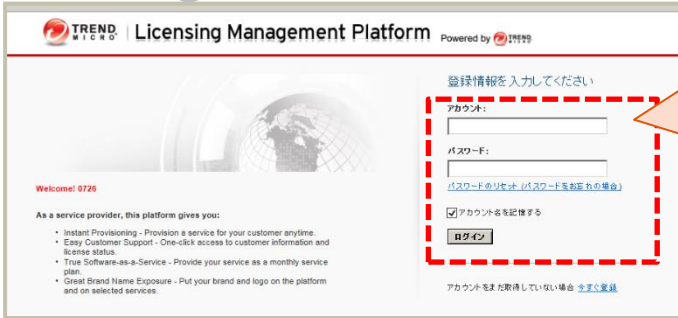 TREND MICRO Licensing Management Platform Powered by TREND MICRO
登録情報を入力してください
アカウント:
パスワード:
パスワードのリセット (パスワードをお忘れの場合)
アカウント名を記憶する
ログイン
アカウントをまだ取得していない場合 今すぐ登録
Welcome! 0726
As a service provider, this platform gives you:
• Instant Provisioning - Provision a service for your customer anytime.
• Easy Customer Support - One-click access to customer information and
license status.
• True Software-as-a-Service - Provide your service as a monthly service
plan.
• Great Brand Name Exposure - Put your brand and logo on the platform
and on selected services.